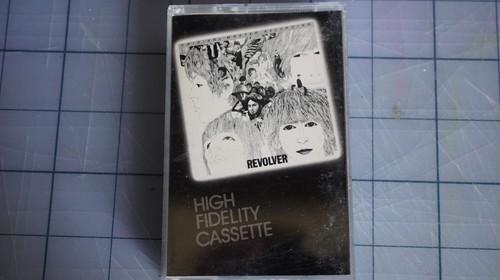 REVOLVER
HIGH
FIDELITY
CASSETTE